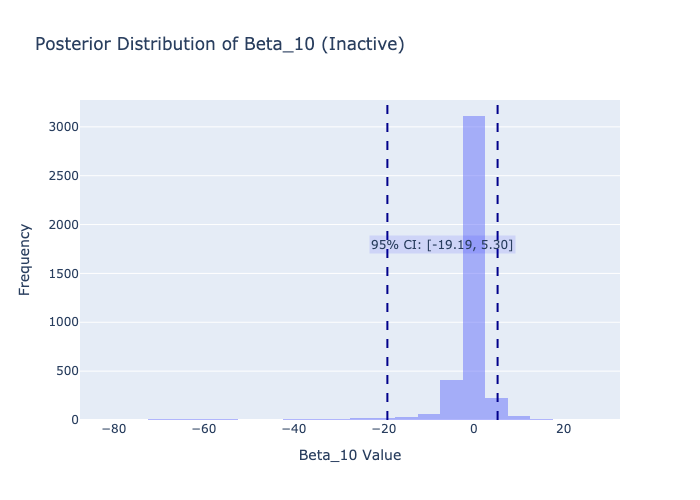 Posterior Distribution of Beta_10 (Inactive)
3000
2500
2000
95% CI: [-19.19, 5.30]
1500
1000
500
0
Frequency
−80 −60 −40 −20 0 20
Beta_10 Value